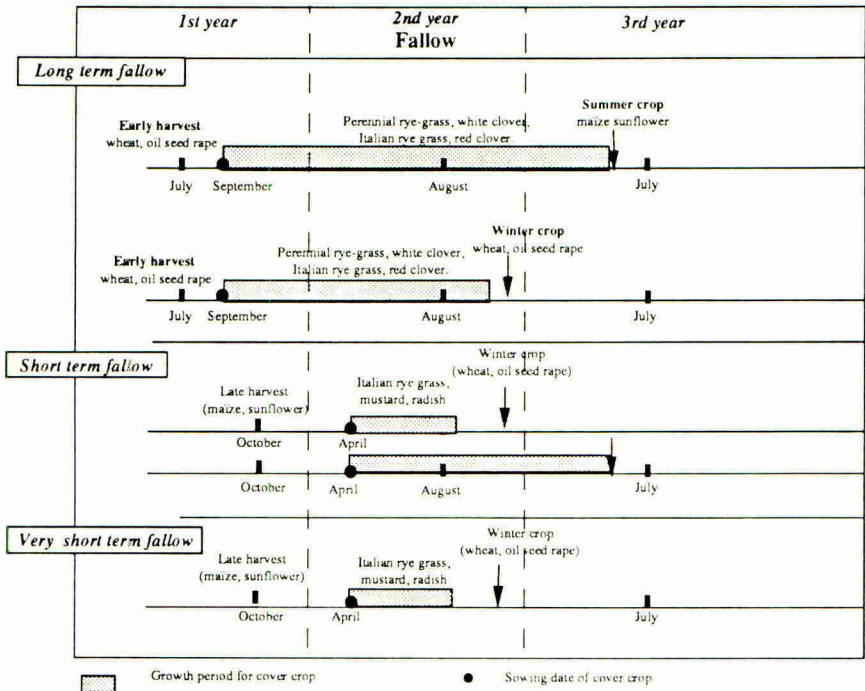 1st year
2nd year
3rd year
Fallow
Long term fallow
Summer crop
maïze sunflower
Perennial rye-grass, white clover,
Italian rye grass, red clover.
Early harvest
wheat, oil seed rape
July
September
August
July
Winter crop
wheat, oil seed rape
Perennial rye-grass, white clover,
Italian rye grass, red clover.
Early harvest
wheat, oil seed rape
July
September
August
July
Short term fallow
Winter crop
(wheat, oil seed rape)
Italian rye grass,
mustard, radish
Late harvest
(maïze, sunflower)
October
April
October
April
August
July
Very short term fallow
Winter crop
(wheat, oil seed rape)
Late harvest
(maïze, sunflower)
Italian rye grass,
mustard, radish
October
April
July
Growth period for cover crop
Sowing date of cover crop